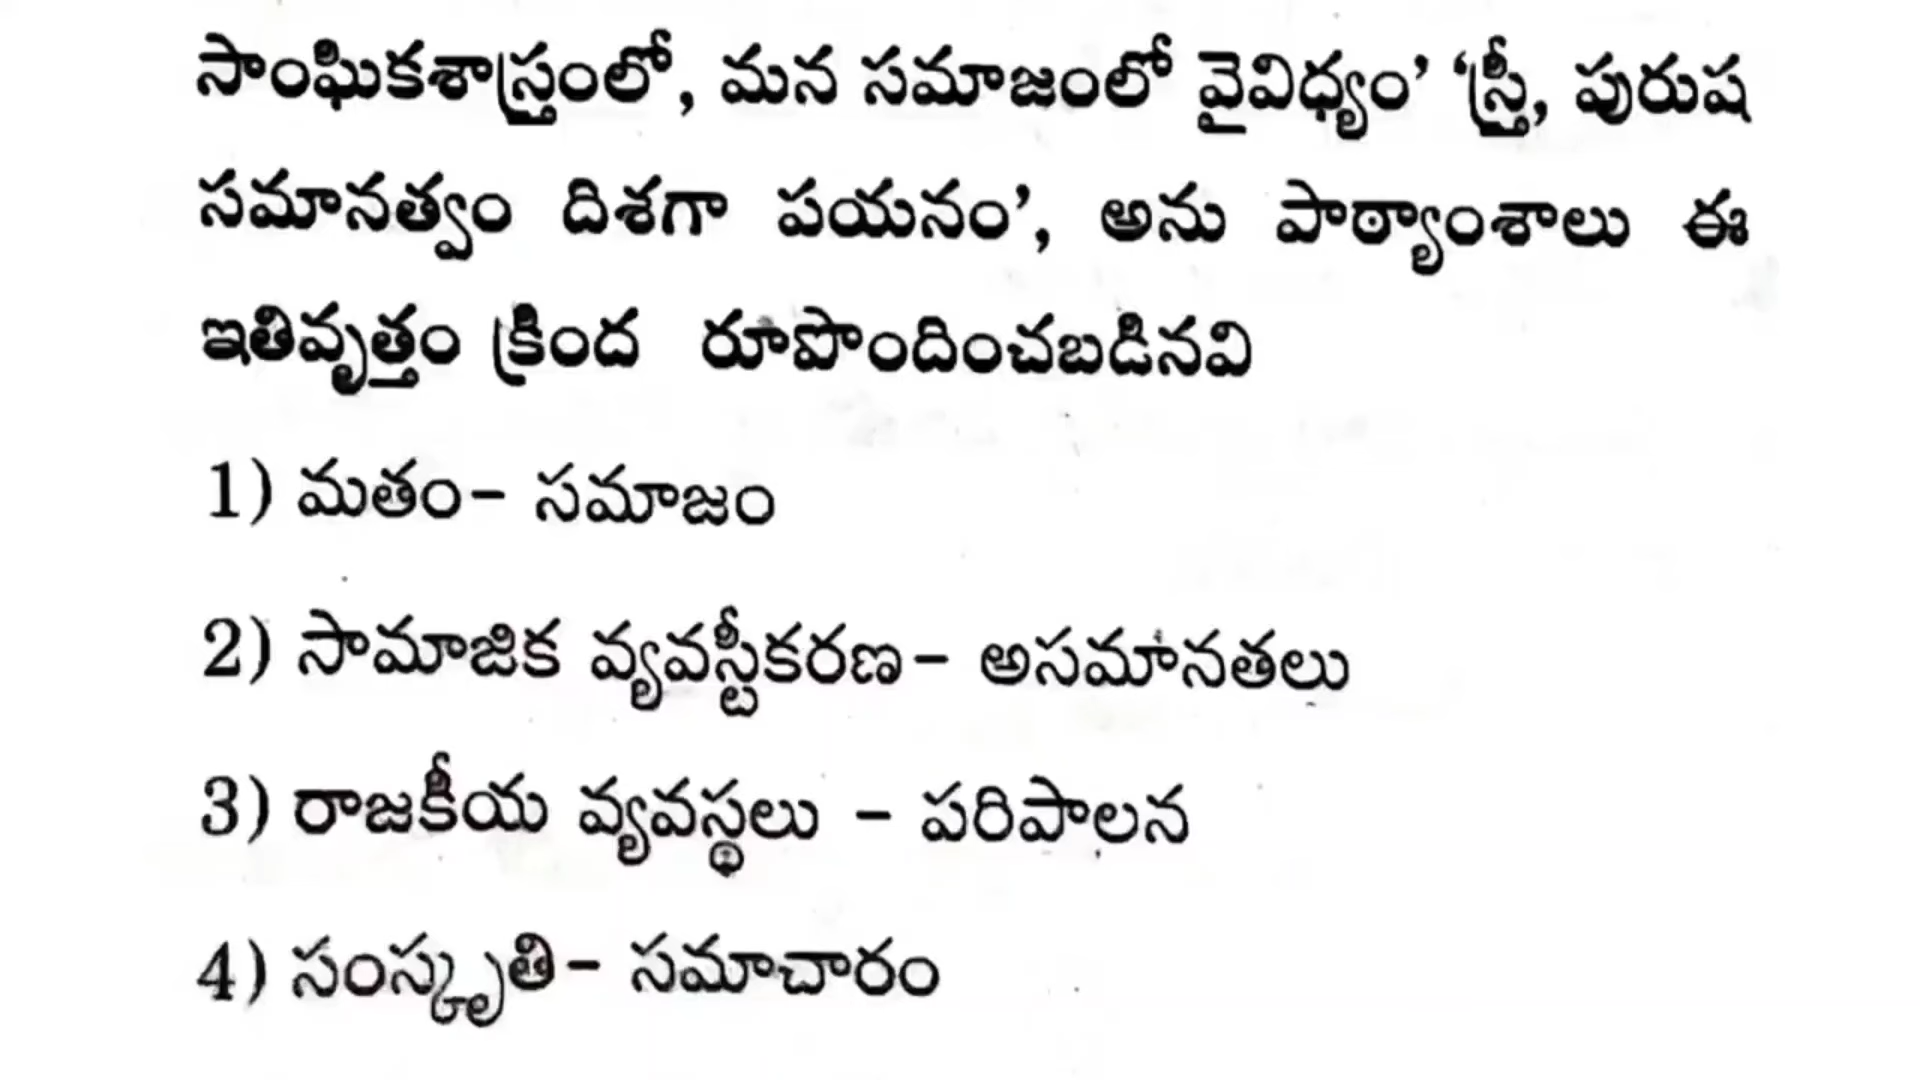 సాంఘికశాస్త్రంలో, మన సమాజంలో వైవిధ్యం’ ‘స్త్రీ, పురుష
సమానత్వం దిశగా పయనం’, అను పాఠ్యాంశాలు ఈ
ఇతివృత్తం క్రింద రూపొందించబడినవి
1) మతం- సమాజం
2) సామాజిక వ్యవస్టీకరణ- అసమానతలు
3) రాజకీయ వ్యవస్థలు - పరిపాలన
4) సంస్కృతి- సమాచారం